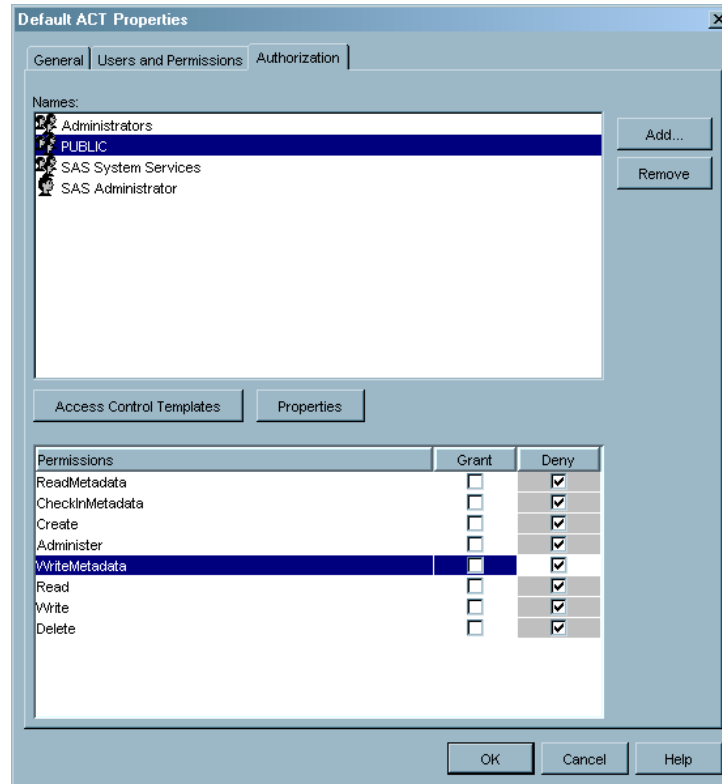 Default ACT Properties
General Users and Permissions Authorization
Names:
Administrators
PUBLIC
SAS System Services
SAS Administrator
Add...
Remove
Access Control Templates Properties
Permissions Grant Deny
ReadMetadata
CheckInMetadata
Create
Administer
WriteMetadata
Read
Write
Delete
OK Cancel Help